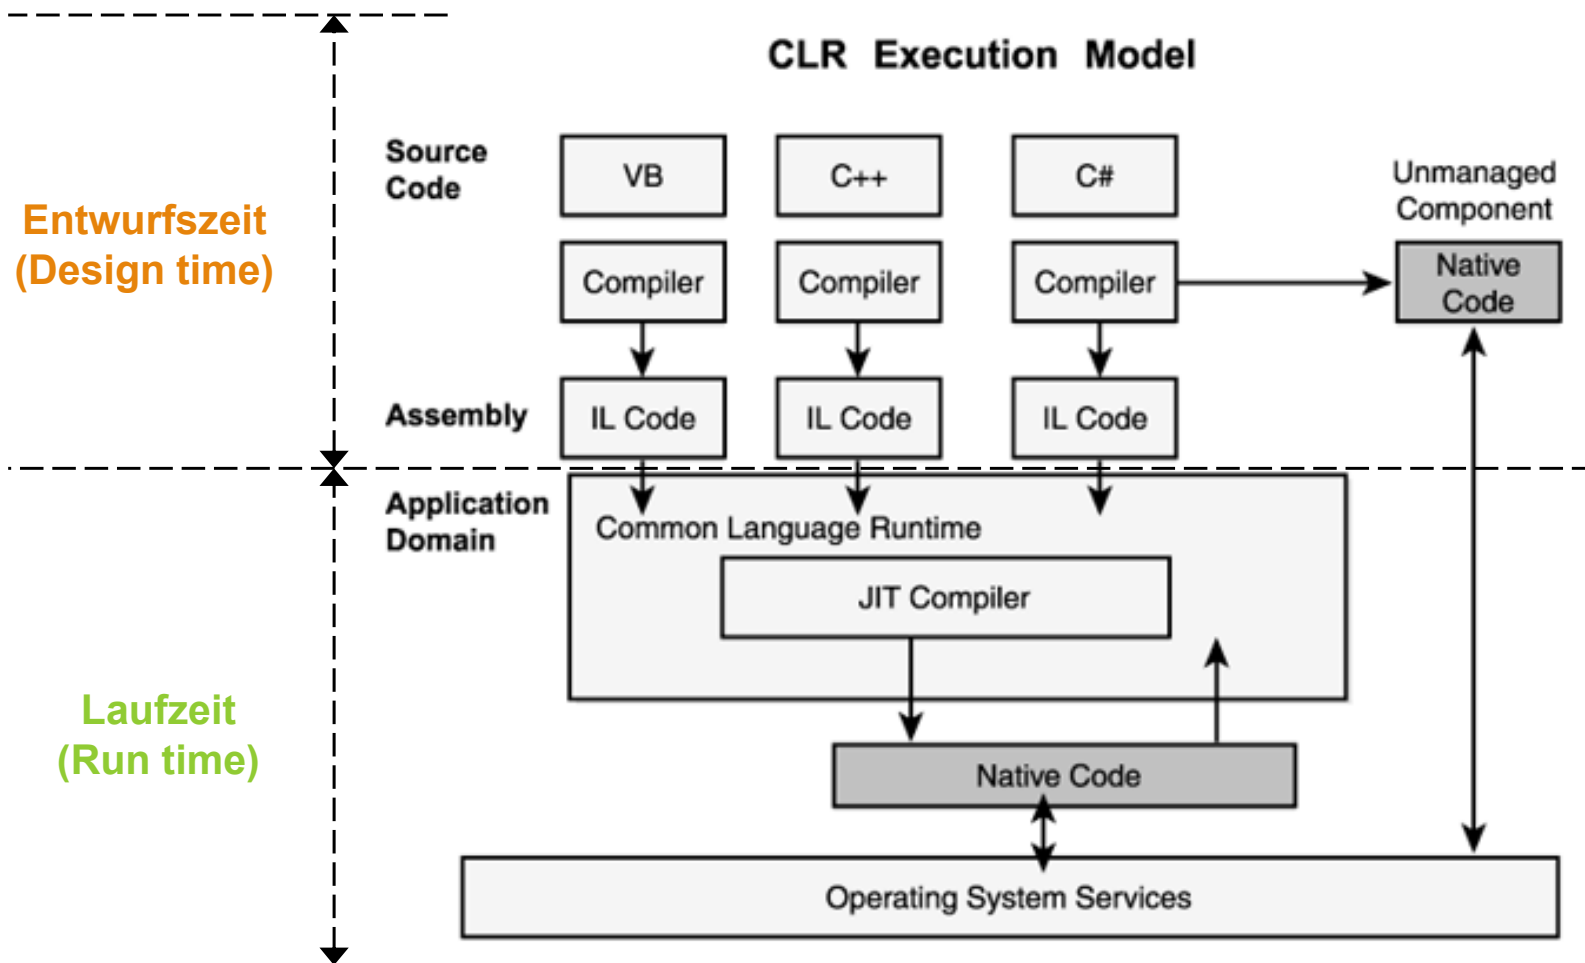 CLR Execution Model
Entwurfszeit
(Design time)
Source
Code
VB
C++
C#
Unmanaged
Component
Compiler
Compiler
Compiler
Native
Code
Assembly
IL Code
IL Code
IL Code
Laufzeit
(Run time)
Application
Domain
Common Language Runtime
JIT Compiler
Native Code
Operating System Services